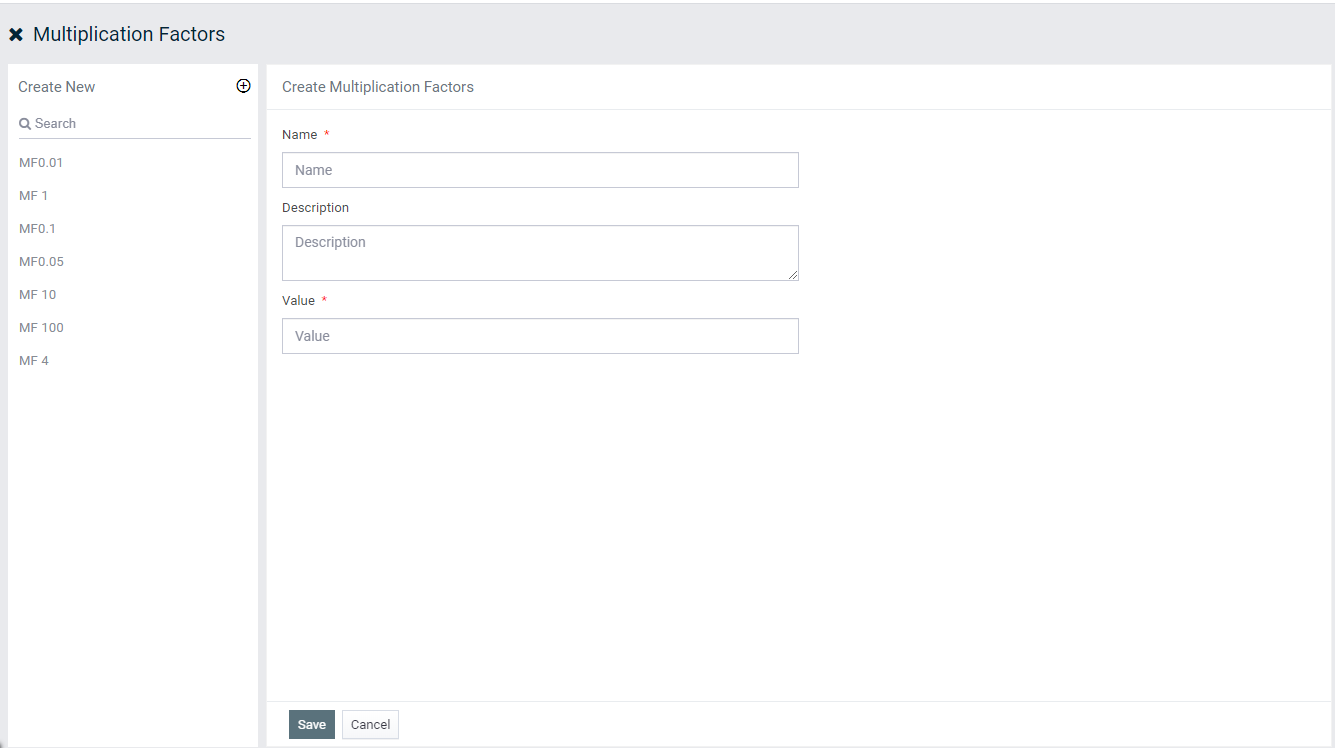 Multiplication Factors
Create New
Search
MF0.01
MF 1
MF0.1
MF0.05
MF 10
MF 100
MF 4
Create Multiplication Factors
Name *
Name
Description
Description
Value *
Value
Save Cancel